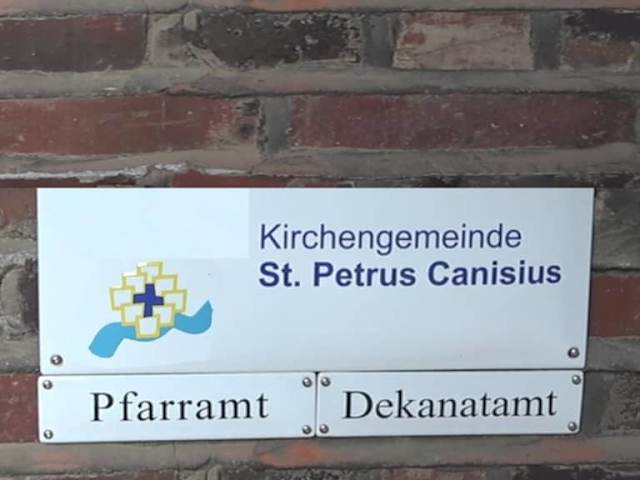 Kirchengemeinde
St. Petrus Canisius
Pfarramt
Dekanatamt